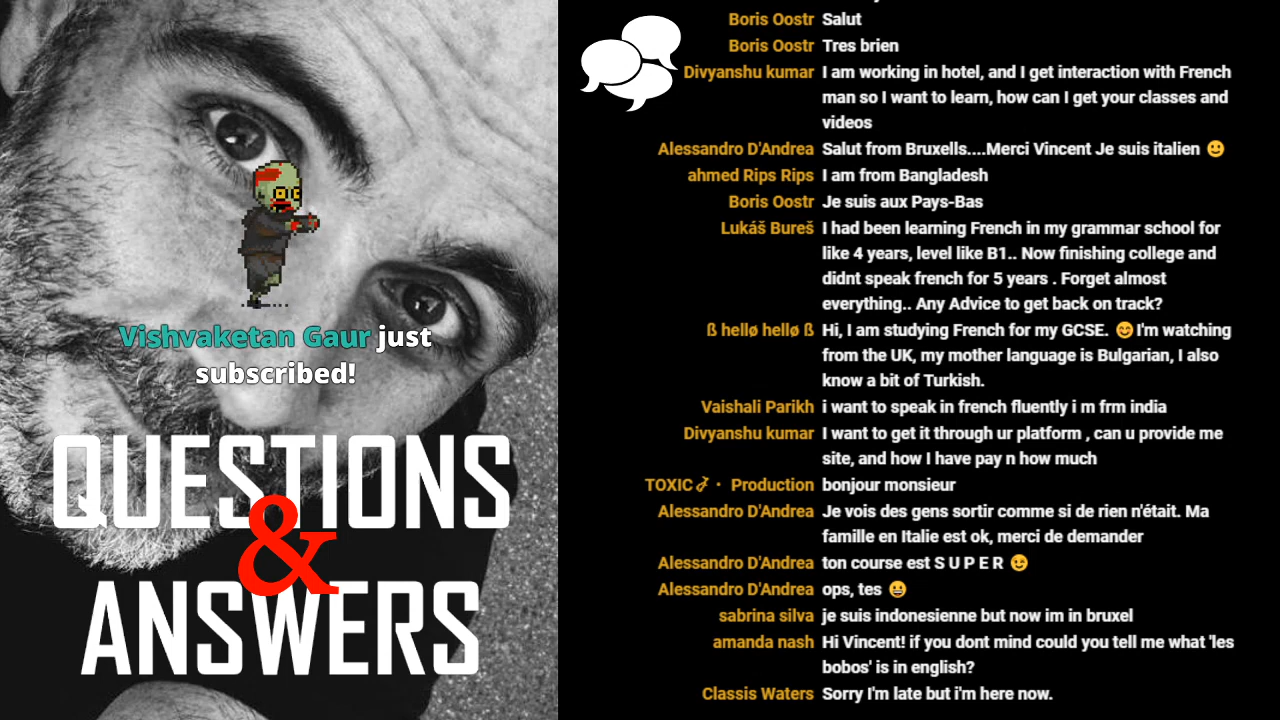 Vishvaketan Gaur just
subscribed!
QUESTIONS
&
ANSWERS
Boris Oostr Salut
Boris Oostr Tres brien
Divyanshu kumar I am working in hotel, and I get interaction with French
man so I want to learn, how can I get your classes and
videos
Alessandro D'Andrea Salut from Bruxells....Merci Vincent Je suis italien 😃
ahmed Rips Rips I am from Bangladesh
Boris Oostr Je suis aux Pays-Bas
Lukáš Bureš I had been learning French in my grammar school for
like 4 years, level like B1.. Now finishing college and
didnt speak french for 5 years . Forget almost
everything.. Any Advice to get back on track?
ß hellø hellø ß Hi, I am studying French for my GCSE. 😊I'm watching
from the UK, my mother language is Bulgarian, I also
know a bit of Turkish.
Vaishali Parikh i want to speak in french fluently i m frm india
Divyanshu kumar I want to get it through ur platform , can u provide me
site, and how I have pay n how much
TOXIC · Production bonjour monsieur
Alessandro D'Andrea Je vois des gens sortir comme si de rien n'était. Ma
famille en Italie est ok, merci de demander
Alessandro D'Andrea ton course est S U P E R 😉
Alessandro D'Andrea ops, tes 😀
sabrina silva je suis indonesienne but now im in bruxel
amanda nash Hi Vincent! if you dont mind could you tell me what 'les
bobos' is in english?
Classis Waters Sorry I'm late but i'm here now.